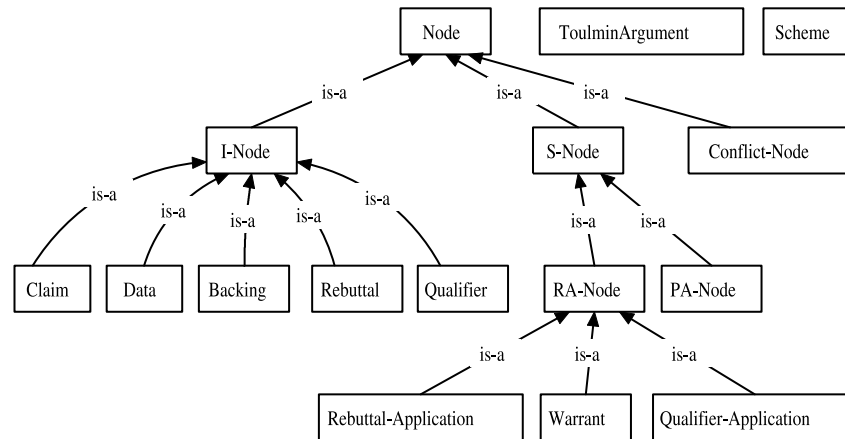 Node ToulminArgument Scheme
is-a is-a is-a
I-Node S-Node Conflict-Node
is-a is-a is-a is-a is-a is-a is-a
Claim Data Backing Rebuttal Qualifier RA-Node PA-Node
is-a is-a is-a
Rebuttal-Application Warrant Qualifier-Application